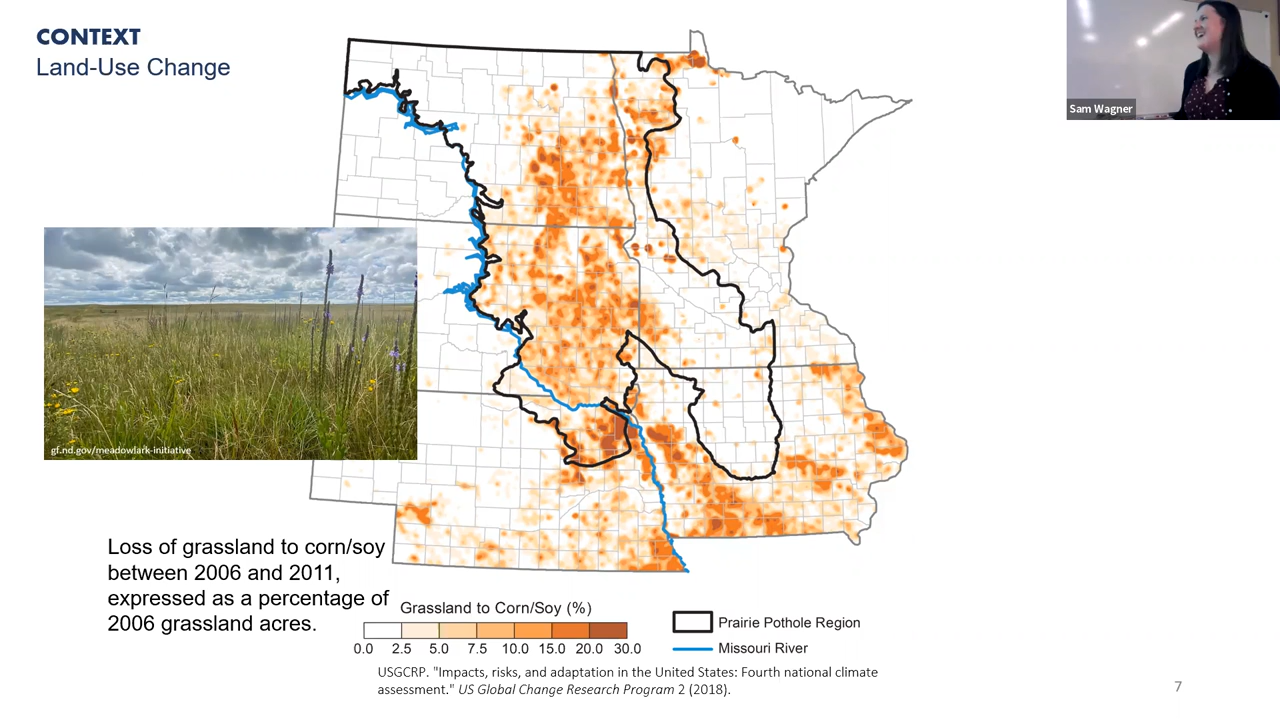 CONTEXT
Land-Use Change
Sam Wagner
gf.nd.gov/meadowlark-initiative
Loss of grassland to corn/soy
between 2006 and 2011,
expressed as a percentage of
2006 grassland acres.
Grassland to Corn/Soy (%)
0.0 2.5 5.0 7.5 10.0 15.0 20.0 30.0
Prairie Pothole Region
Missouri River
USGCRP. "Impacts, risks, and adaptation in the United States: Fourth national climate
assessment." US Global Change Research Program 2 (2018).
7